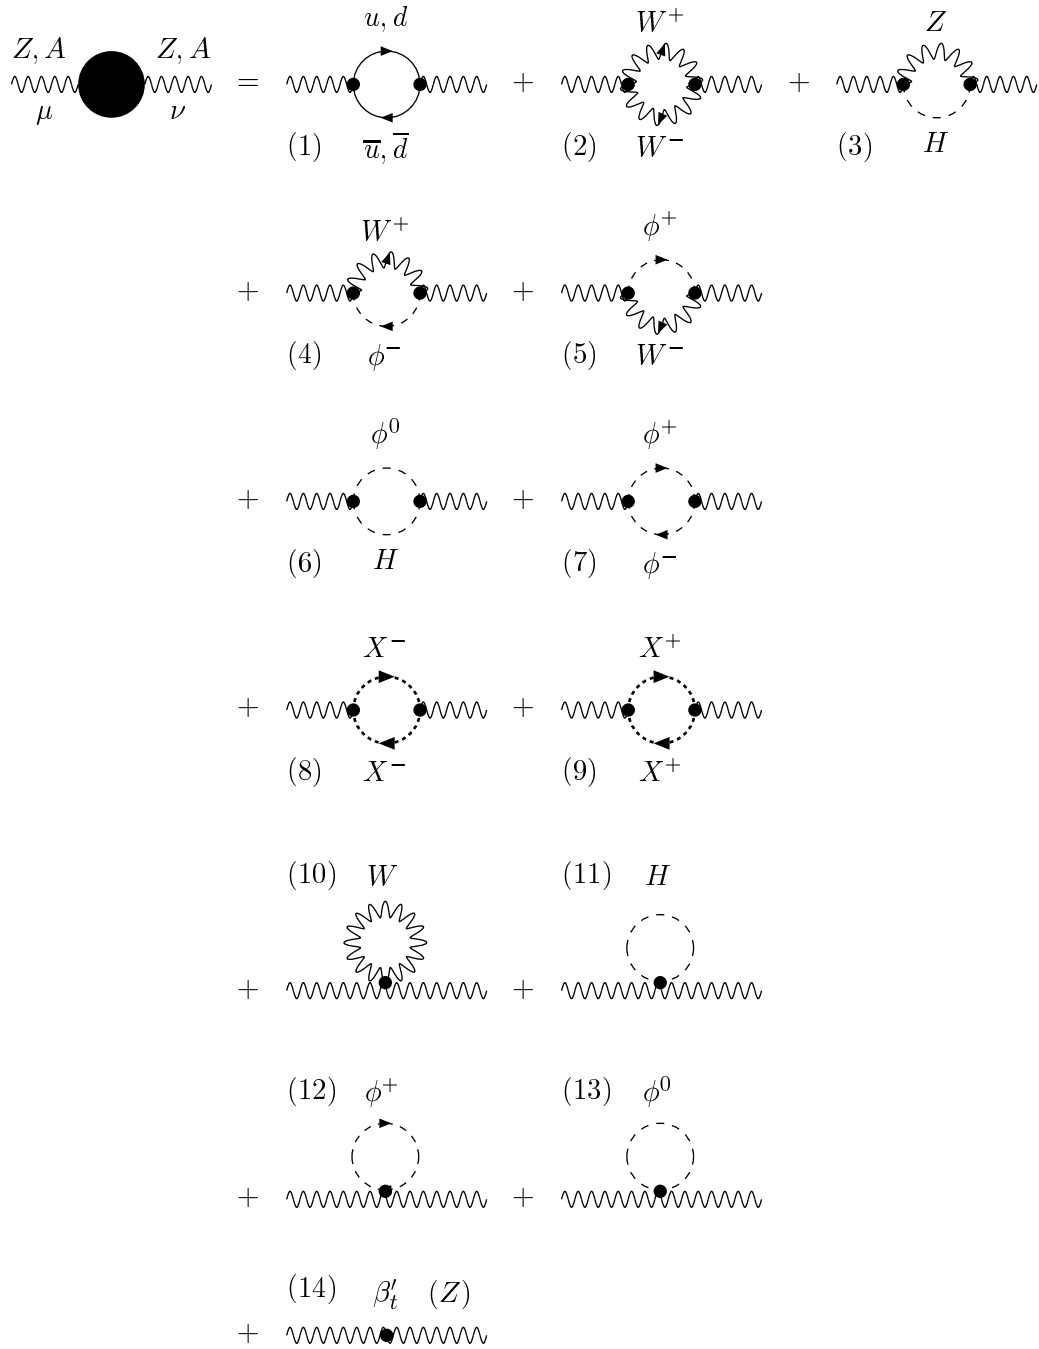 Z, A Z, A = u, d + W⁺ + Z
μ ν
(1) u̅, d̅ (2) W⁻ (3) H
+ W⁺ + ϕ⁺
(4) ϕ⁻ (5) W⁻
+ ϕ⁰ + ϕ⁺
(6) H (7) ϕ⁻
+ X⁻ + X⁺
(8) X⁻ (9) X⁺
(10) W (11) H
+ +
(12) ϕ⁺ (13) ϕ⁰
+ +
(14) β′ₜ (Z)
+